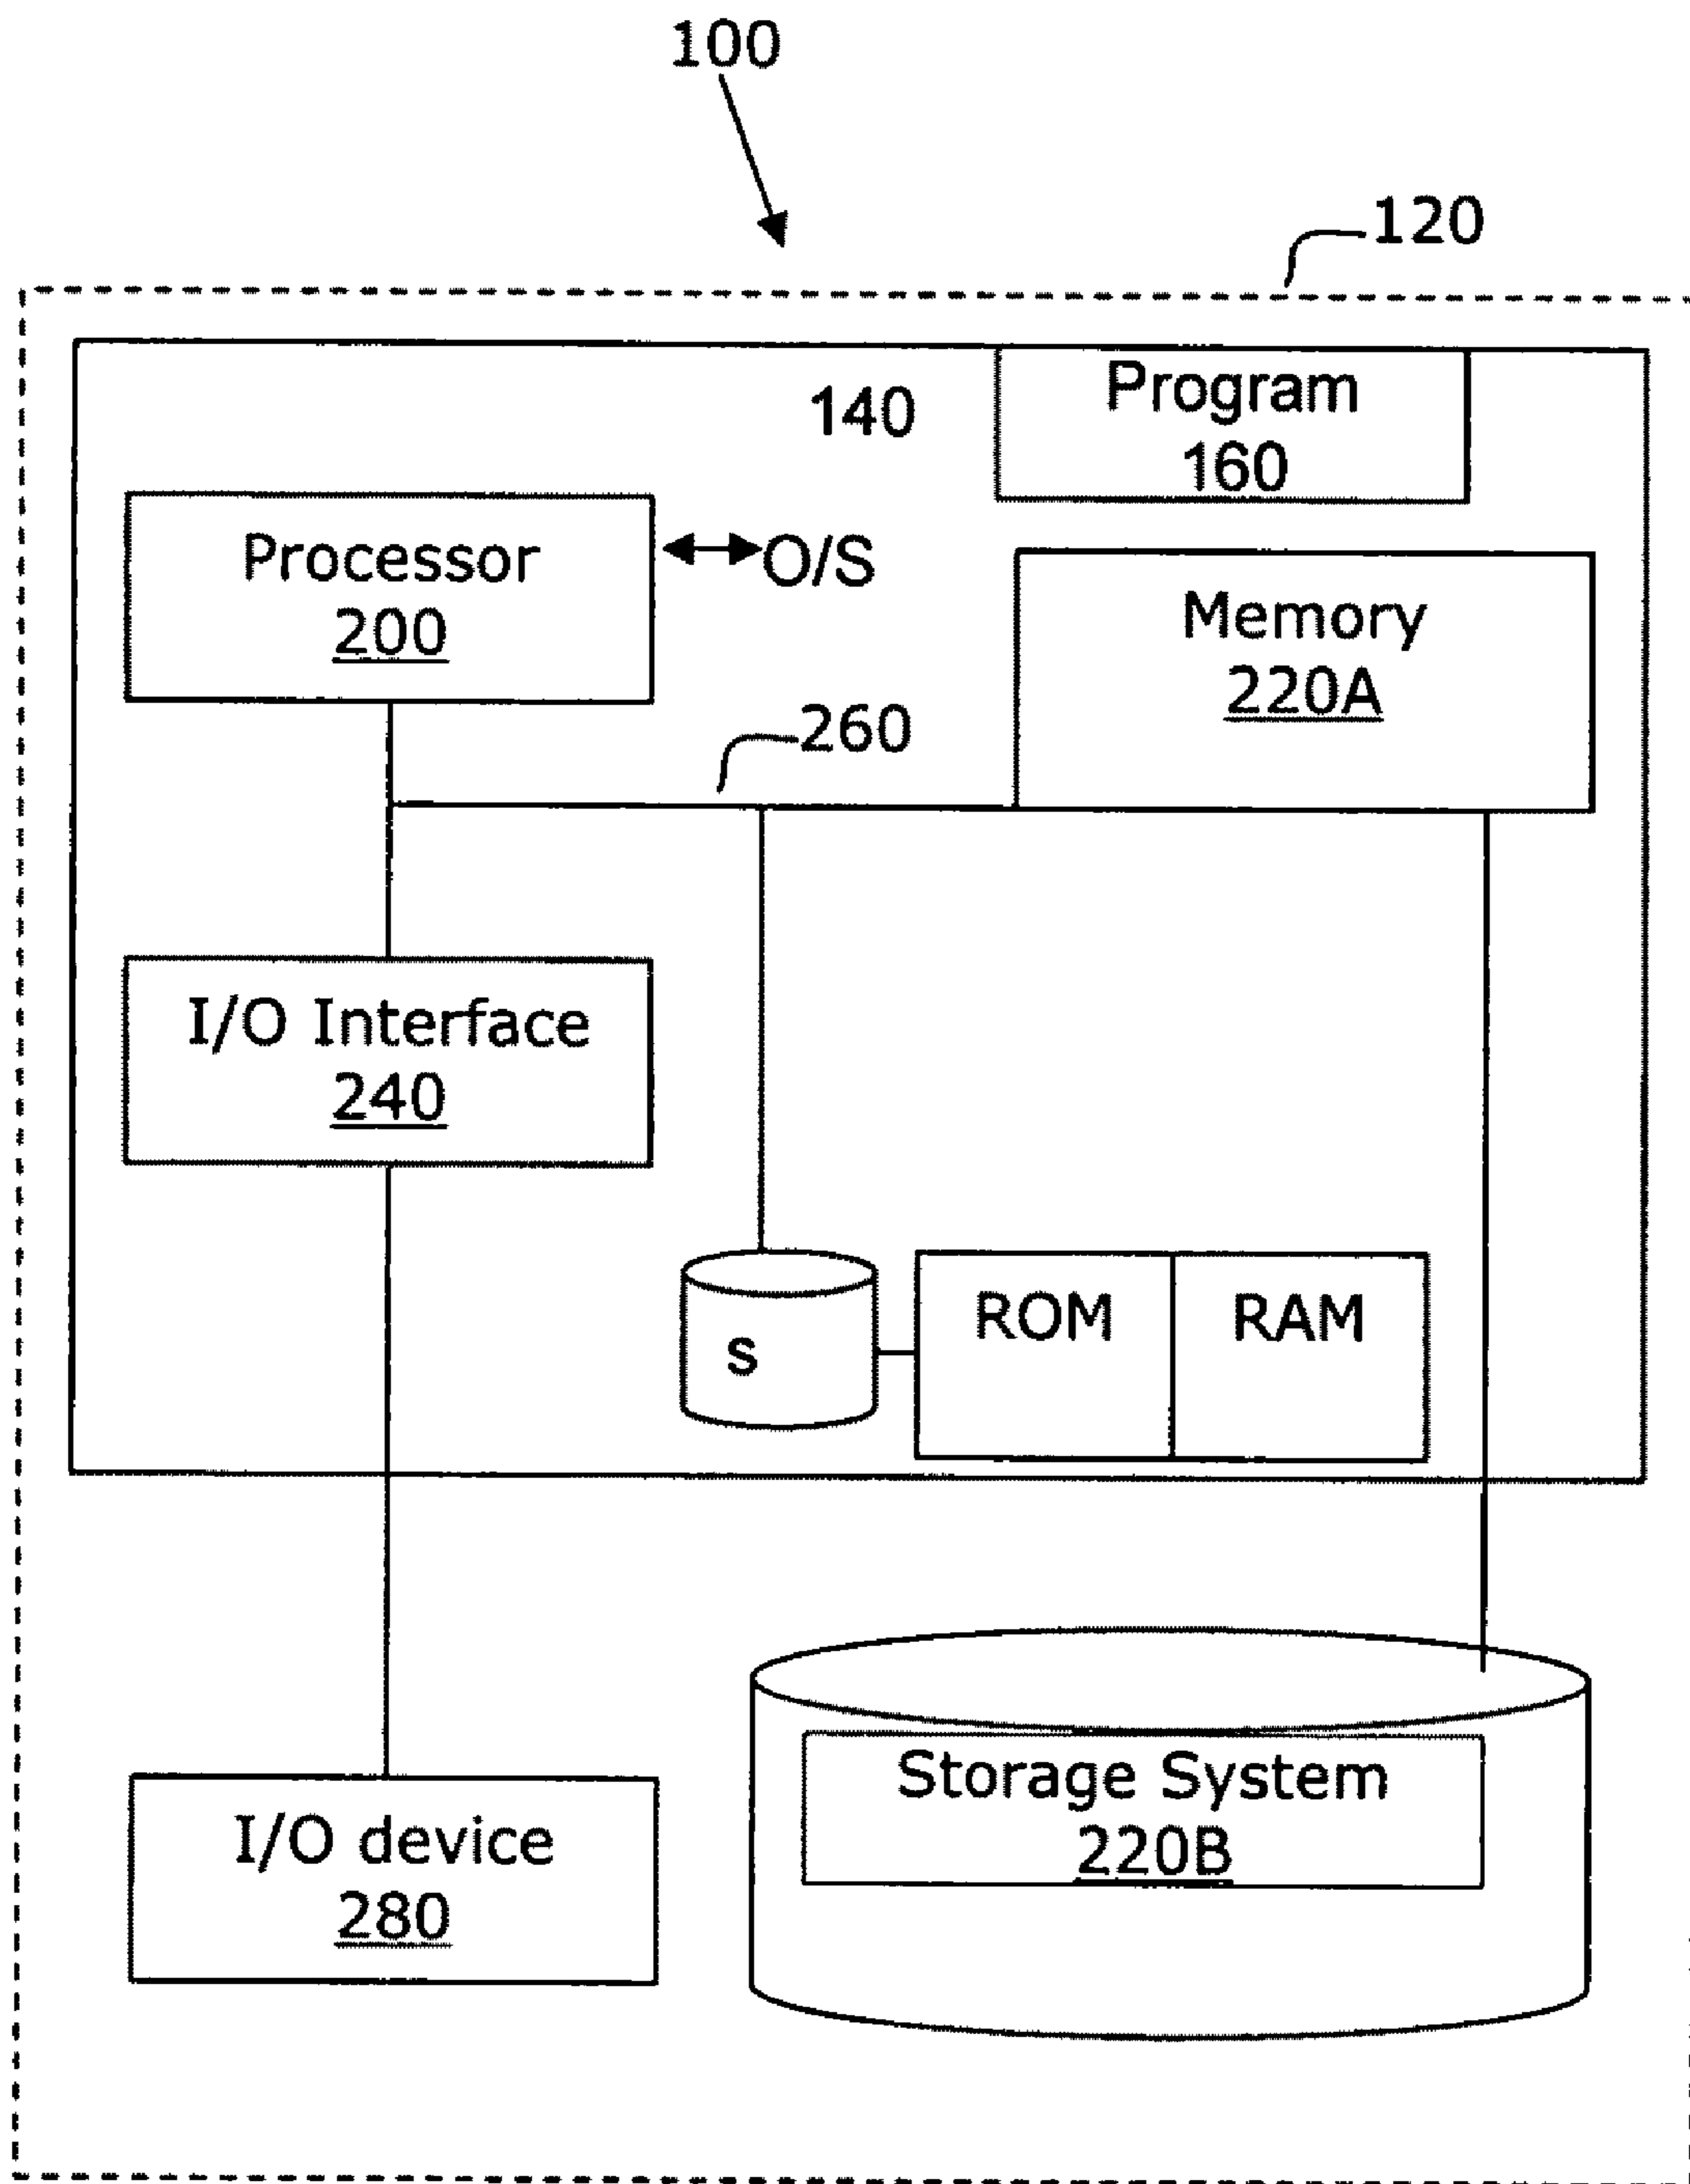 100
120
140
Program
160
Processor
200
O/S
Memory
220A
260
I/O Interface
240
s
ROM
RAM
I/O device
280
Storage System
220B